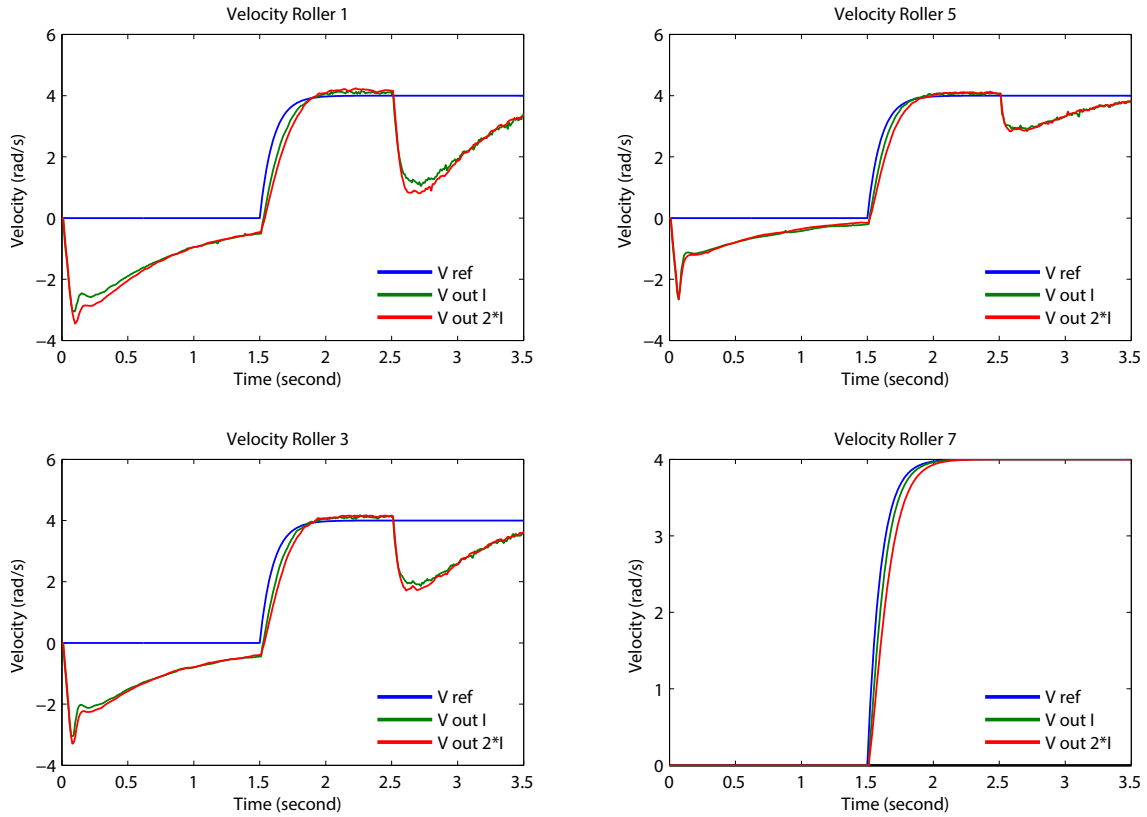 Velocity Roller 1
6
4
2
0
−2
−4
Velocity (rad/s)
V ref
V out I
V out 2*I
0 0.5 1 1.5 2 2.5 3 3.5
Time (second)
Velocity Roller 5
6
4
2
0
−2
−4
Velocity (rad/s)
V ref
V out I
V out 2*I
0 0.5 1 1.5 2 2.5 3 3.5
Time (second)
Velocity Roller 3
6
4
2
0
−2
−4
Velocity (rad/s)
V ref
V out I
V out 2*I
0 0.5 1 1.5 2 2.5 3 3.5
Time (second)
Velocity Roller 7
4
3
2
4
0
Velocity (rad/s)
V ref
V out I
V out 2*I
0 0.5 1 1.5 2 2.5 3 3.5
Time (second)